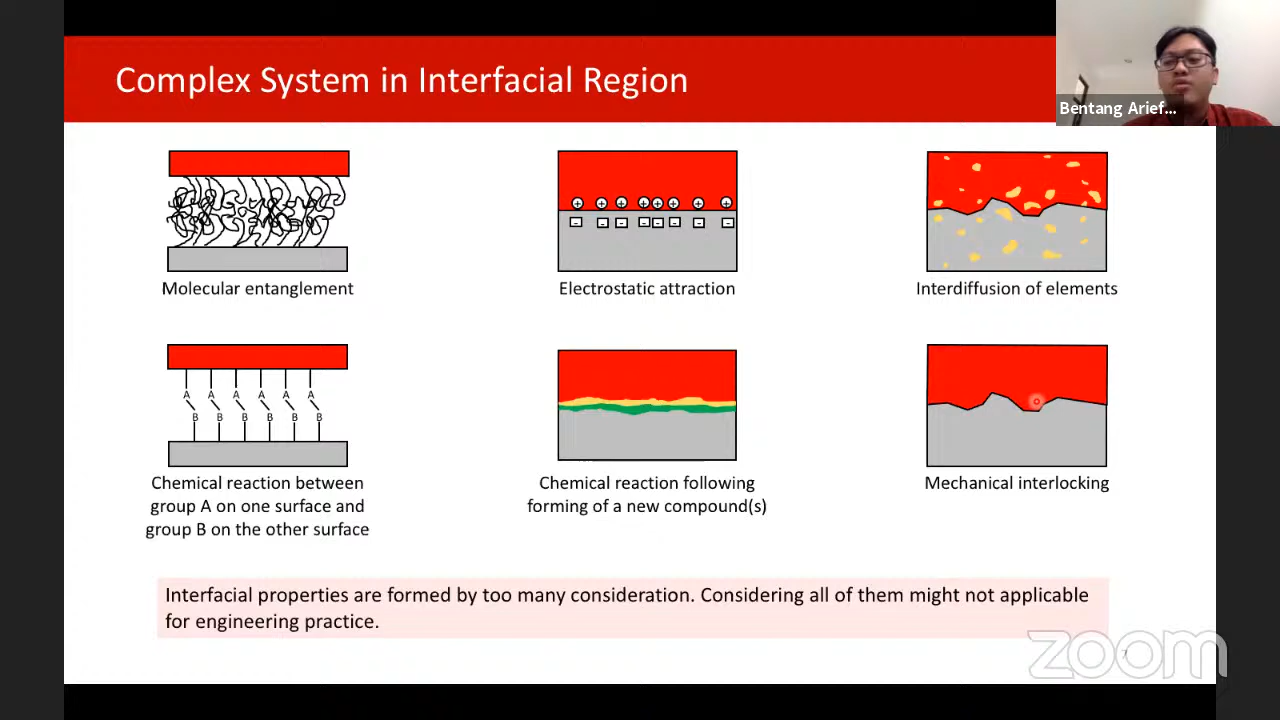 Complex System in Interfacial Region
Bentang Arief...
Molecular entanglement
+ + + + + + + +
- - - - - - - -
Electrostatic attraction
Interdiffusion of elements
A A A A A A
B B B B B B
Chemical reaction between
group A on one surface and
group B on the other surface
Chemical reaction following
forming of a new compound(s)
Mechanical interlocking
Interfacial properties are formed by too many consideration. Considering all of them might not applicable
for engineering practice.
7
zoom